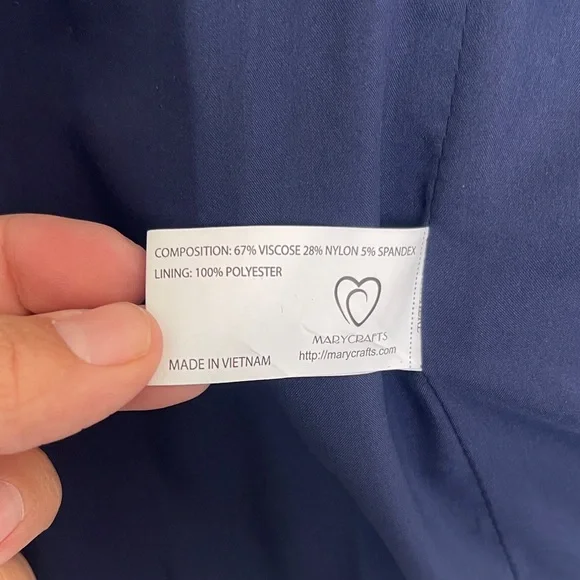 COMPOSITION: 67% VISCOSE 28% NYLON 5% SPANDEX
LINING: 100% POLYESTER
MARYCRAFTS
MADE IN VIETNAM
http://marycrafts.com